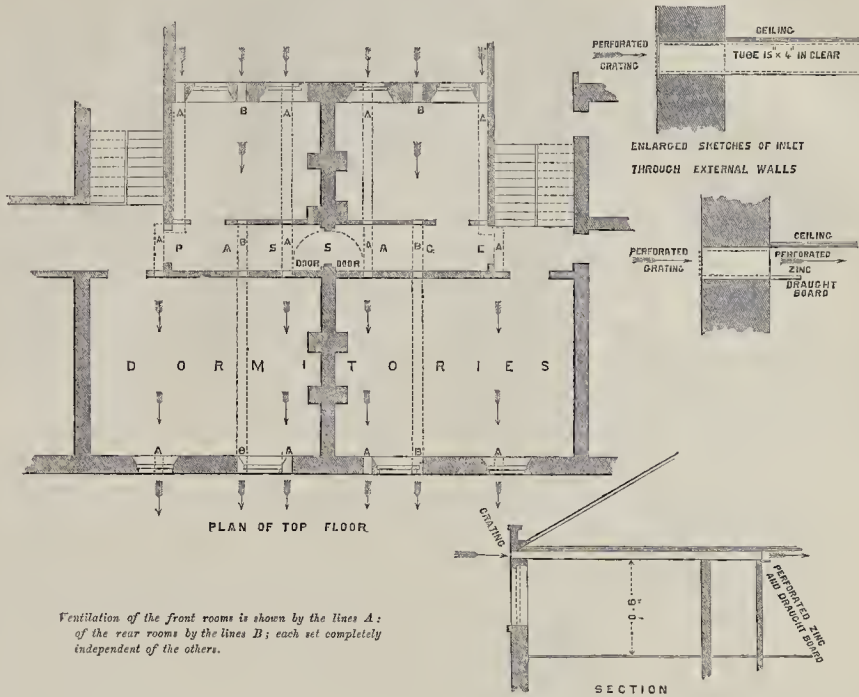 CEILING
PERFORATED
GRATING
TUBE 15" × 4" IN CLEAR
ENLARGED SKETCHES OF INLET
THROUGH EXTERNAL WALLS
CEILING
PERFORATED
GRATING
PERFORATED
ZINC
DRAUGHT
BOARD
A B A A B A
A P A B S A S A A B G E A
DOOR DOOR
DORMITORIES
A B A A B A
PLAN OF TOP FLOOR
GRATING
PERFORATED ZINC
AND DRAUGHT BOARD
SECTION
Ventilation of the front rooms is shown by the lines A:
of the rear rooms by the lines B; each set completely
independent of the others.